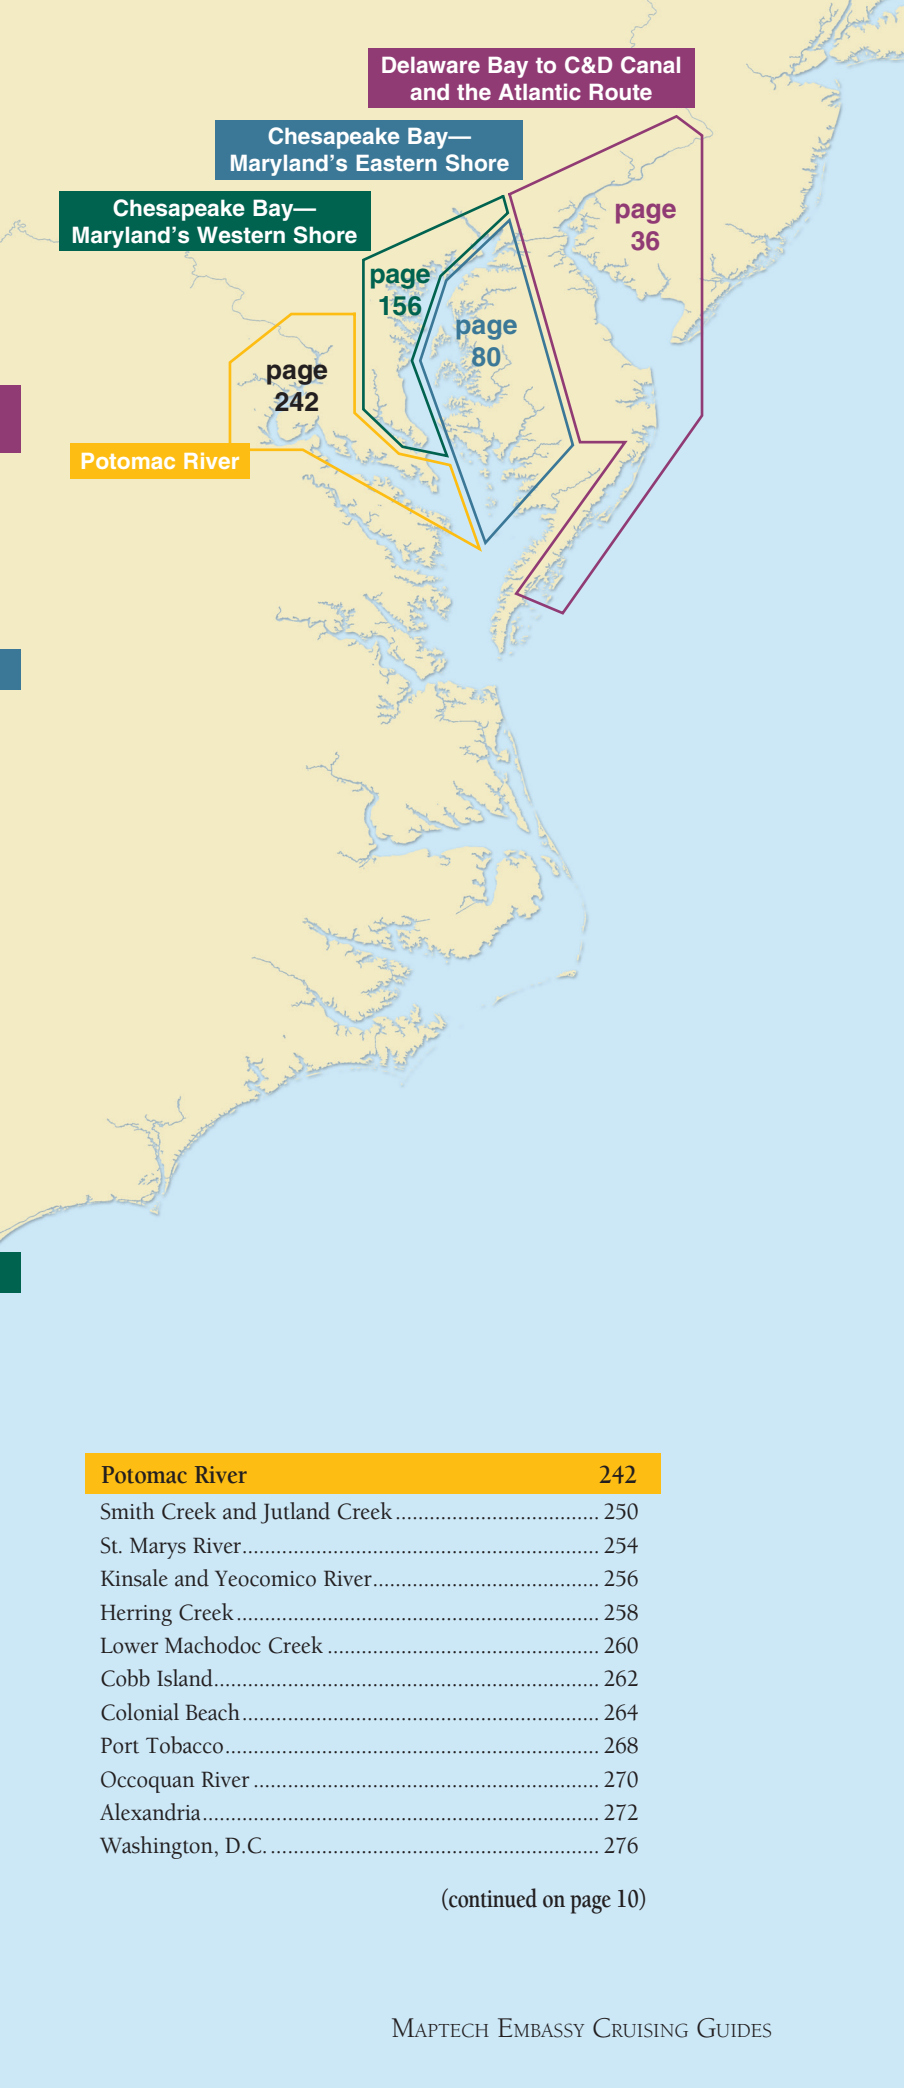 Delaware Bay to C&D Canal
and the Atlantic Route
Chesapeake Bay—
Maryland's Eastern Shore
Chesapeake Bay—
Maryland's Western Shore
page
36
page
156
page
80
page
242
Potomac River
Potomac River 242
Smith Creek and Jutland Creek................................... 250
St. Marys River............................................................. 254
Kinsale and Yeocomico River....................................... 256
Herring Creek .............................................................. 258
Lower Machodoc Creek ............................................... 260
Cobb Island.................................................................. 262
Colonial Beach ............................................................. 264
Port Tobacco................................................................ 268
Occoquan River ........................................................... 270
Alexandria.................................................................... 272
Washington, D.C. ......................................................... 276
(continued on page 10)
Maptech Embassy Cruising Guides